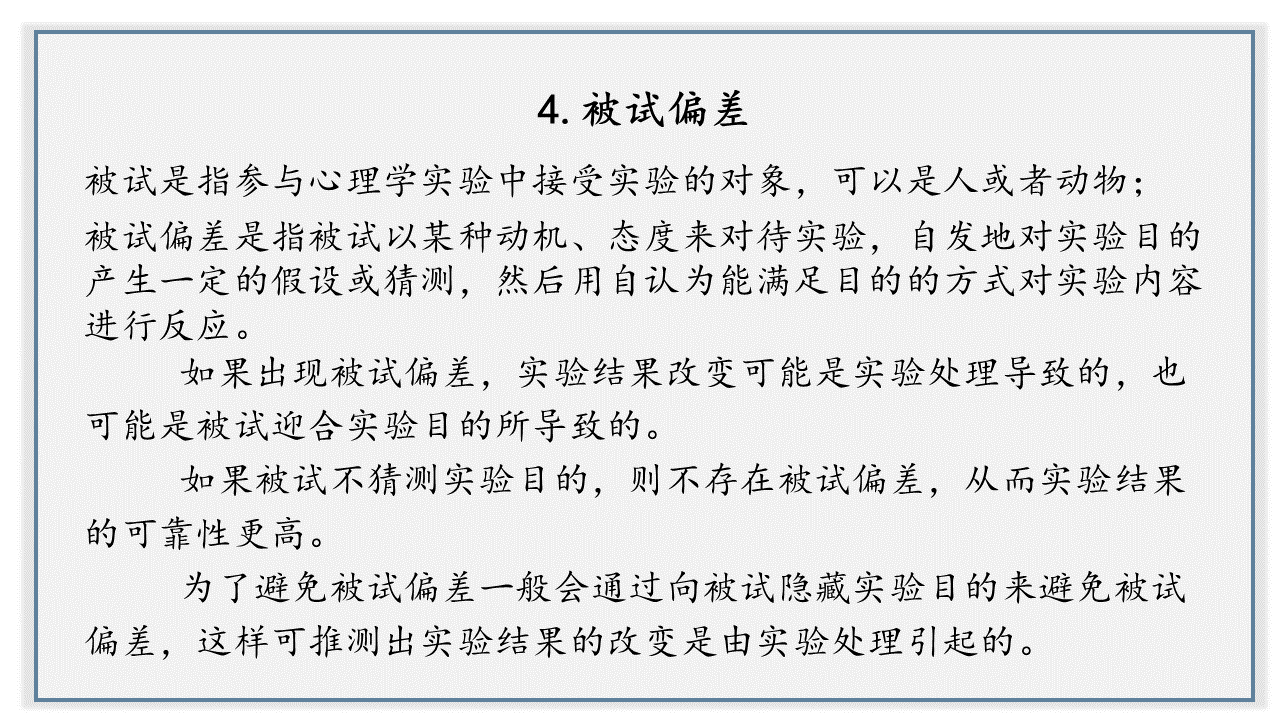 4. 被试偏差
被试是指参与心理学实验中接受实验的对象，可以是人或者动物；
被试偏差是指被试以某种动机、态度来对待实验，自发地对实验目的
产生一定的假设或猜测，然后用自认为能满足目的的方式对实验内容
进行反应。
如果出现被试偏差，实验结果改变可能是实验处理导致的，也
可能是被试迎合实验目的所导致的。
如果被试不猜测实验目的，则不存在被试偏差，从而实验结果
的可靠性更高。
为了避免被试偏差一般会通过向被试隐藏实验目的来避免被试
偏差，这样可推测出实验结果的改变是由实验处理引起的。